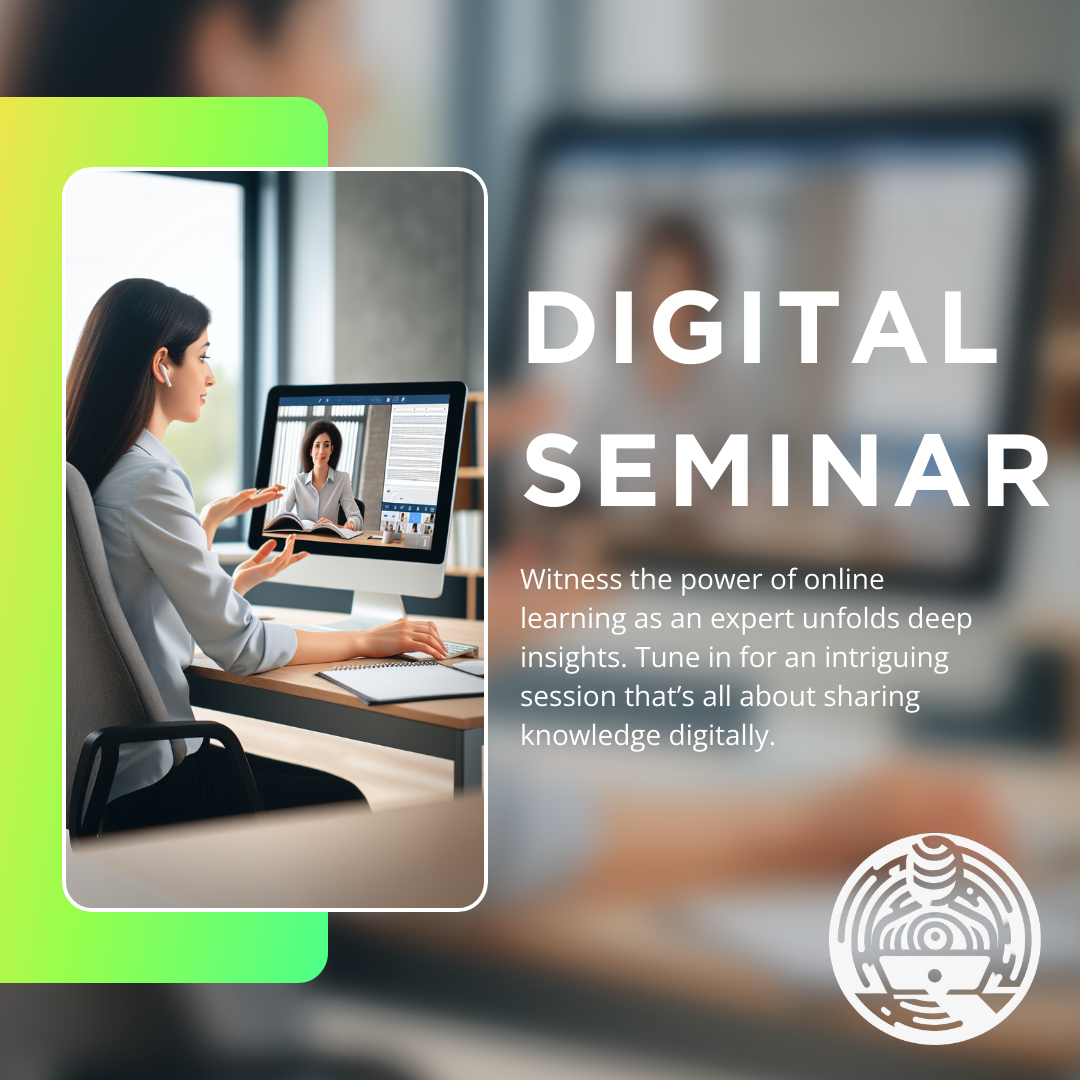 DIGITAL
SEMINAR
Witness the power of online
learning as an expert unfolds deep
insights. Tune in for an intriguing
session that’s all about sharing
knowledge digitally.